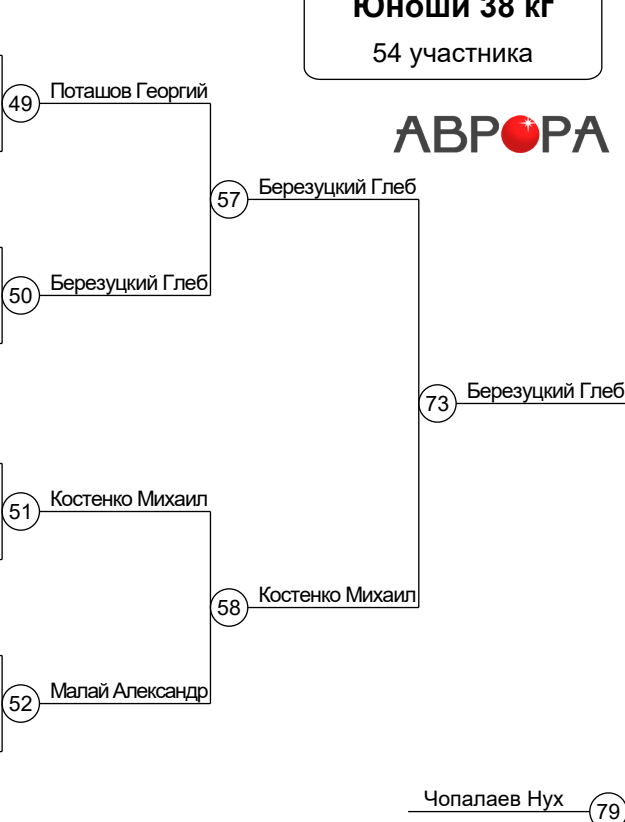 Юноши 38 кг
54 участника
АВРОРА
49 Поташов Георгий
57 Березуцкий Глеб
50 Березуцкий Глеб
73 Березуцкий Глеб
51 Костенко Михаил
58 Костенко Михаил
52 Малай Александр
Чопалаев Нух 79